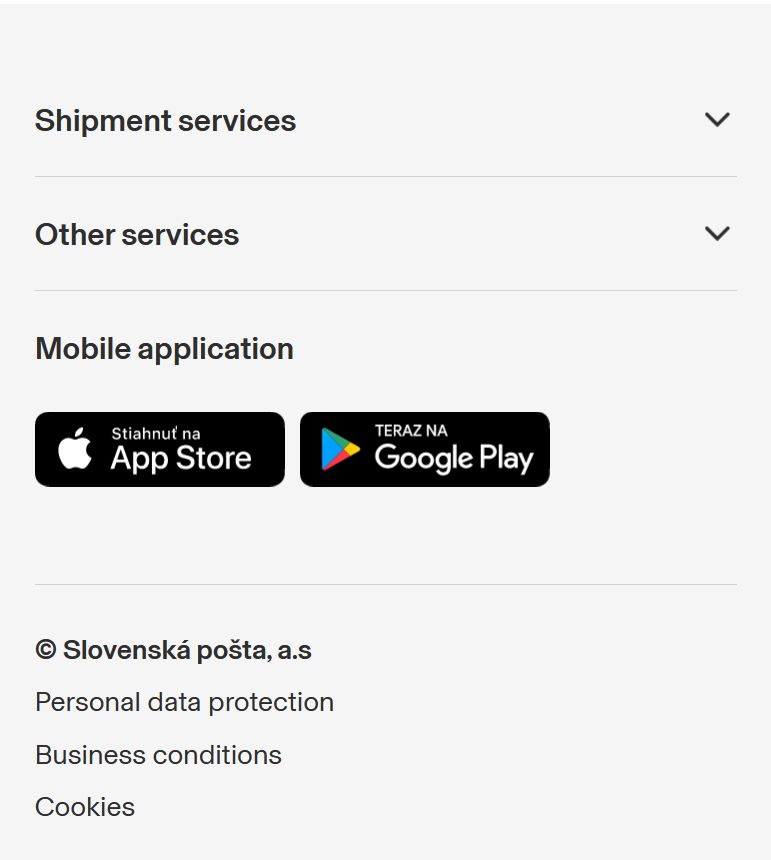 Shipment services
Other services
Mobile application
Stiahnuť na
App Store
TERAZ NA
Google Play
© Slovenská pošta, a.s
Personal data protection
Business conditions
Cookies